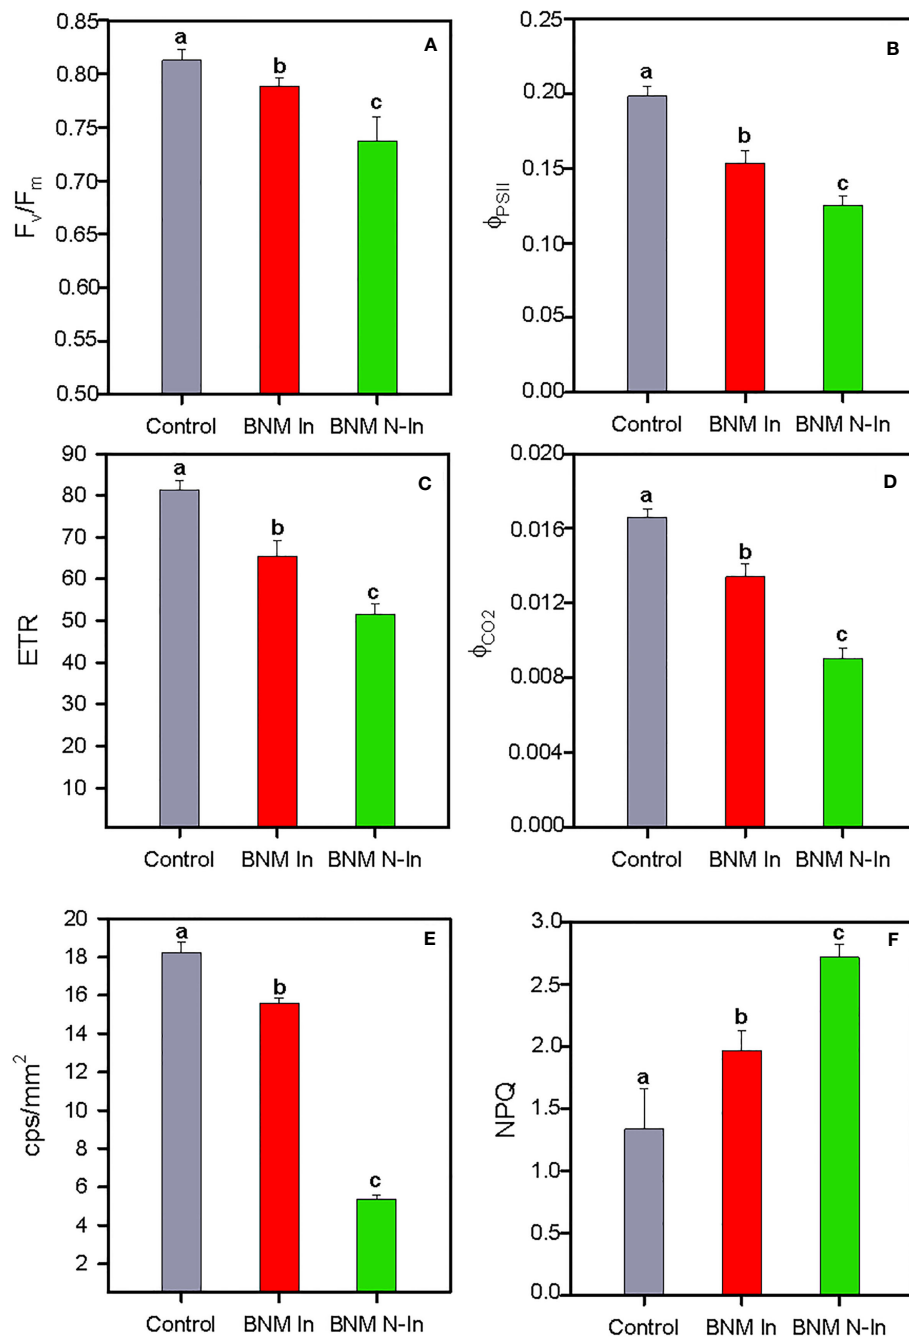 A
F_v/F_m
0.85
0.80
0.75
0.70
0.65
0.60
0.55
0.50
a
b
c
Control
BNM In
BNM N-In
B
ϕ_PSII
0.25
0.20
0.15
0.10
0.05
0.00
a
b
c
Control
BNM In
BNM N-In
C
ETR
90
80
70
60
50
40
30
20
10
a
b
c
Control
BNM In
BNM N-In
D
ϕ_CO2
0.020
0.016
0.012
0.008
0.004
0.000
a
b
c
Control
BNM In
BNM N-In
E
cps/mm²
20
18
16
14
12
10
8
6
4
2
a
b
c
Control
BNM In
BNM N-In
F
NPQ
3.0
2.5
2.0
1.5
1.0
0.5
0.0
a
b
c
Control
BNM In
BNM N-In